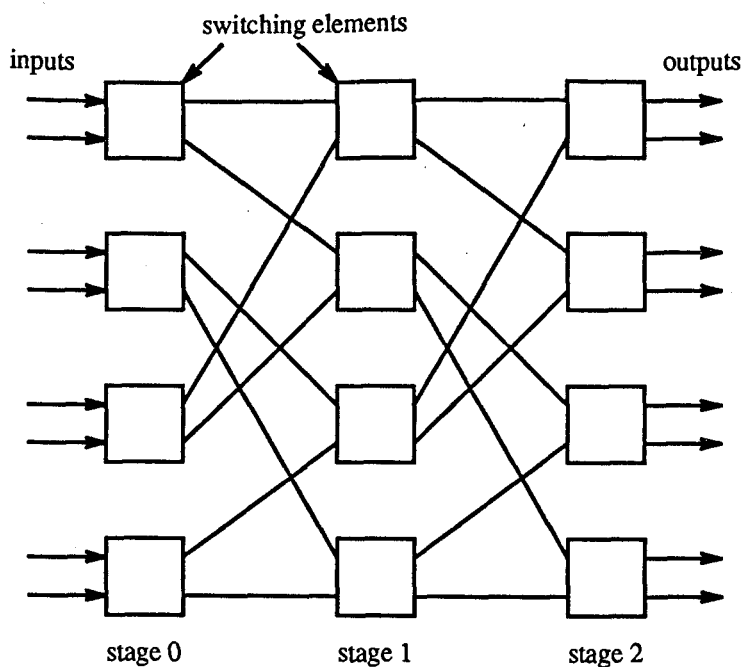 switching elements
inputs
outputs
stage 0
stage 1
stage 2